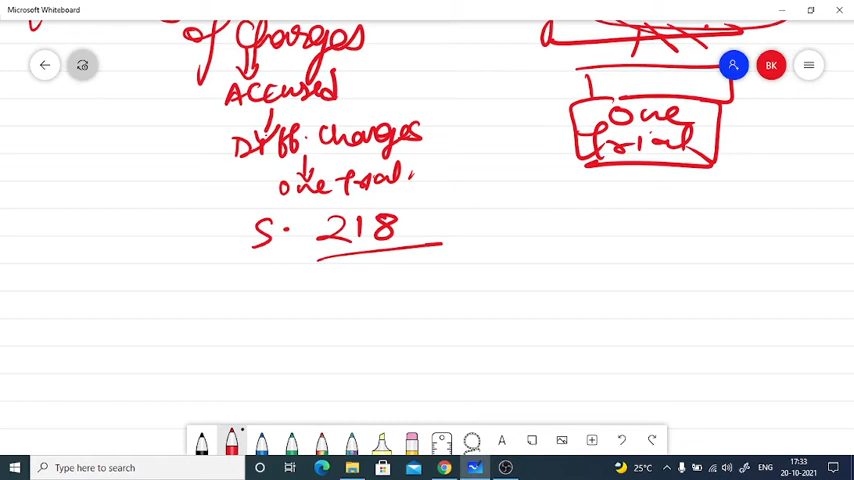 Microsoft Whiteboard
of Charges
Accused
Diff. Charges
One trial.
S. 218
One
trial
BK
A
Type here to search
25°C
ENG
17:33
20-10-2021